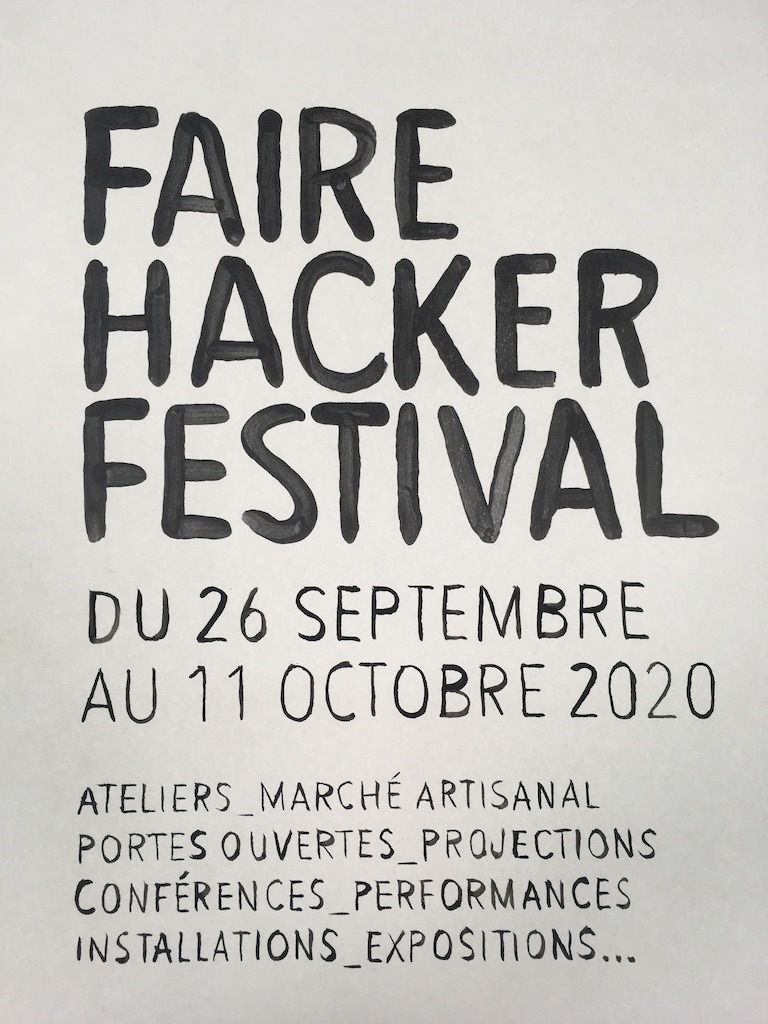 FAIRE
HACKER
FESTIVAL
DU 26 SEPTEMBRE
AU 11 OCTOBRE 2020
ATELIERS_MARCHÉ ARTISANAL
PORTES OUVERTES_PROJECTIONS
CONFÉRENCES_PERFORMANCES
INSTALLATIONS_EXPOSITIONS...